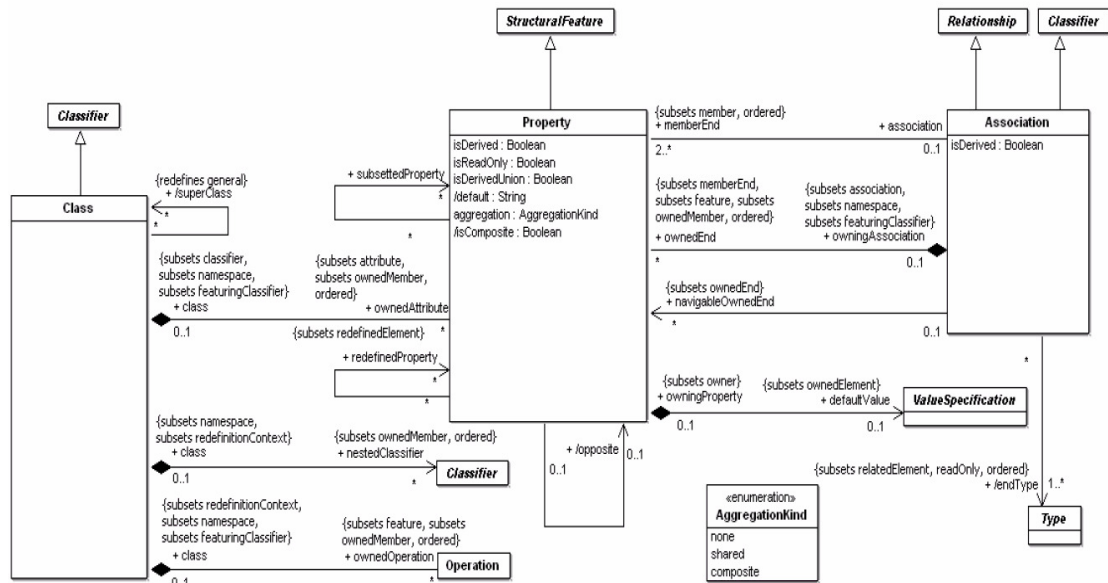 StructuralFeature
Relationship
Classifier
Classifier
Property
isDerived : Boolean
isReadOnly : Boolean
isDerivedUnion : Boolean
/default : String
aggregation : AggregationKind
/isComposite : Boolean
{subsets member, ordered}
+ memberEnd
2..*
+ association
0..1
Association
isDerived : Boolean
{redefines general}
+ /superClass
*
*
Class
+ subsettedProperty
*
*
{subsets memberEnd,
subsets feature, subsets
ownedMember, ordered}
+ ownedEnd
*
{subsets association,
subsets namespace,
subsets featuringClassifier}
+ owningAssociation
0..1
{subsets classifier,
subsets namespace,
subsets featuringClassifier}
+ class
0..1
{subsets attribute,
subsets ownedMember,
ordered}
+ ownedAttribute
*
{subsets ownedEnd}
+ navigableOwnedEnd
*
0..1
{subsets redefinedElement}
+ redefinedProperty
*
*
*
{subsets owner}
+ owningProperty
0..1
{subsets ownedElement}
+ defaultValue
0..1
ValueSpecification
{subsets namespace,
subsets redefinitionContext}
+ class
0..1
{subsets ownedMember, ordered}
+ nestedClassifier
*
Classifier
+ /opposite
0..1
0..1
{subsets relatedElement, readOnly, ordered}
+ /endType
1..*
Type
{subsets redefinitionContext,
subsets namespace,
subsets featuringClassifier}
+ class
0..1
{subsets feature, subsets
ownedMember, ordered}
+ ownedOperation
*
Operation
«enumeration»
AggregationKind
none
shared
composite